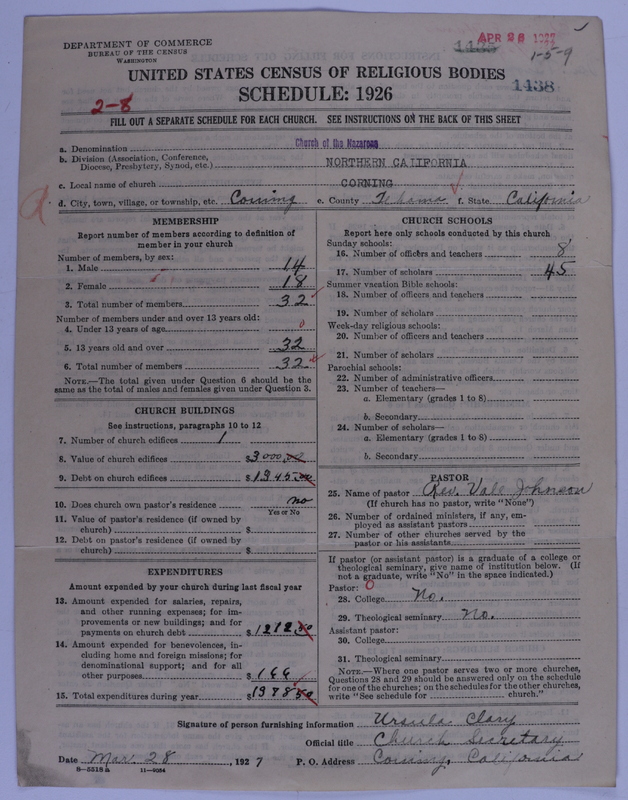 DEPARTMENT OF COMMERCE
BUREAU OF THE CENSUS
WASHINGTON
APR 28 1927
1-5-9
UNITED STATES CENSUS OF RELIGIOUS BODIES
SCHEDULE: 1926
1438
2-8
FILL OUT A SEPARATE SCHEDULE FOR EACH CHURCH. SEE INSTRUCTIONS ON THE BACK OF THIS SHEET
a. Denomination Church of the Nazarene
b. Division (Association, Conference, Diocese, Presbytery, Synod, etc.) NORTHERN CALIFORNIA
c. Local name of church CORNING
d. City, town, village, or township, etc. Corning e. County Tehama f. State California
MEMBERSHIP
Report number of members according to definition of
member in your church
Number of members, by sex:
1. Male 14
2. Female 18
3. Total number of members 32
Number of members under and over 13 years old:
4. Under 13 years of age 0
5. 13 years old and over 32
6. Total number of members 32
NOTE.—The total given under Question 6 should be
same as the total of males and females given under Question 3.
CHURCH BUILDINGS
See instructions, paragraphs 10 to 12
7. Number of church edifices 1
8. Value of church edifices $3000.00
9. Debt on church edifices $1945.00
10. Does church own pastor's residence no
Yes or No
11. Value of pastor's residence (if owned by
church) $
12. Debt on pastor's residence (if owned by
church) $
EXPENDITURES
Amount expended by your church during last fiscal year
13. Amount expended for salaries, repairs,
and other running expenses; for im-
provements or new buildings; and for
payments on church debt $1212.50
14. Amount expended for benevolences, in-
cluding home and foreign missions; for
denominational support; and for all
other purposes $
15. Total expenditures during year $
CHURCH SCHOOLS
Report here only schools conducted by this church
Sunday schools:
16. Number of officers and teachers 8
17. Number of scholars 45
Summer vacation Bible schools:
18. Number of officers and teachers
19. Number of scholars
Week-day religious schools:
20. Number of officers and teachers
21. Number of scholars
Parochial schools:
22. Number of administrative officers
23. Number of teachers—
a. Elementary (grades 1 to 8)
b. Secondary
24. Number of scholars—
a. Elementary (grades 1 to 8)
b. Secondary
PASTOR
25. Name of pastor Rev. Vale Johnson
(If church has no pastor, write "None")
26. Number of ordained ministers, if any, em-
ployed as assistant pastors
27. Number of other churches served by the
pastor or his assistants
If pastor (or assistant pastor) is a graduate of a college or
theological seminary, give name of institution below. (If
not a graduate, write "No" in the space indicated.)
Pastor: 0
28. College No.
29. Theological seminary No.
Assistant pastor:
30. College
31. Theological seminary
NOTE.—Where one pastor serves two or more churches,
Questions 28 and 29 should be answered only on the schedule
for one of the churches; on the schedules for the other churches,
write "See schedule for church."
Signature of person furnishing information Ursula Clary
Official title Church Secretary
Date Mar. 28, 1927 P. O. Address Corning, California
8-5518a 11-9054